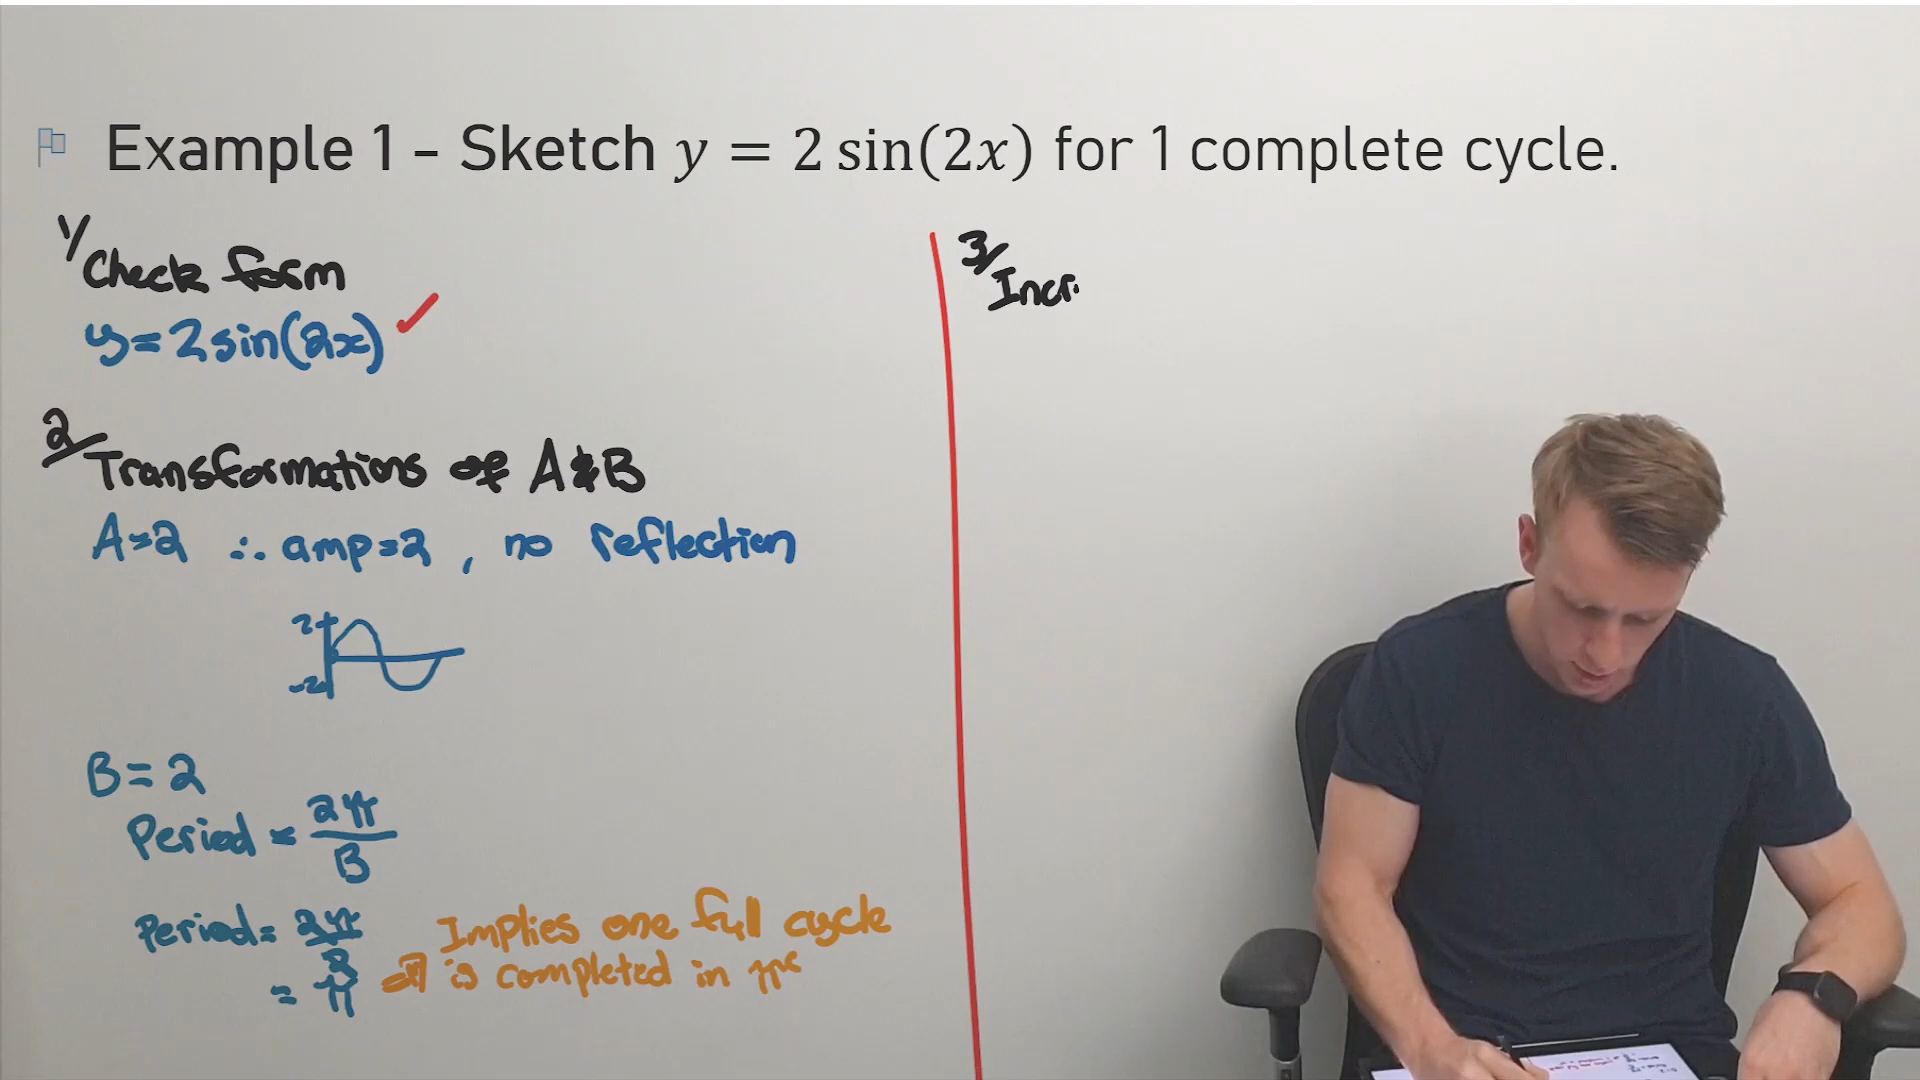 Example 1 - Sketch y = 2 sin(2x) for 1 complete cycle.
1/
Check form
y=2sin(2x) ✓
2/
Transformations of A&B
A=2 ∴ amp=2 , no reflection
2
-2
B=2
Period = 2π/B
Period = 2π/2
= π => Implies one full cycle
is completed in πᶜ
3/
Incr